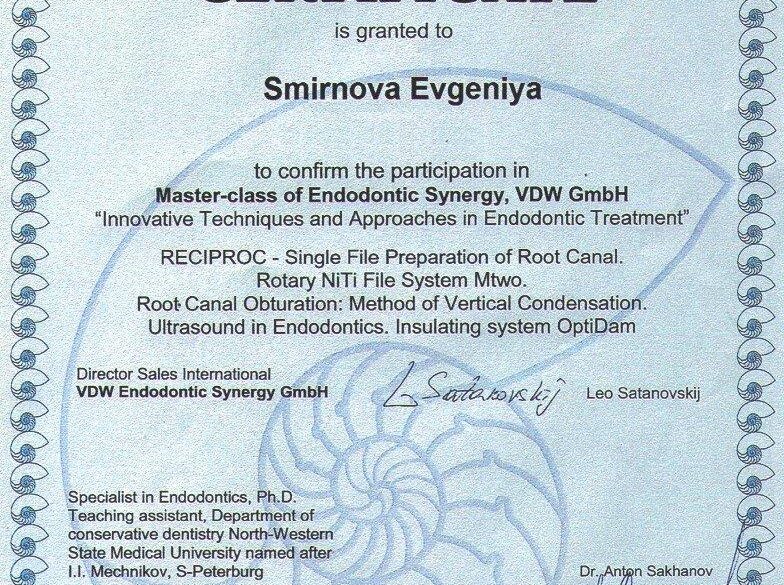 CERTIFICATE
is granted to
Smirnova Evgeniya
to confirm the participation in
Master-class of Endodontic Synergy, VDW GmbH
“Innovative Techniques and Approaches in Endodontic Treatment”
RECIPROC - Single File Preparation of Root Canal.
Rotary NiTi File System Mtwo.
Root Canal Obturation: Method of Vertical Condensation.
Ultrasound in Endodontics. Insulating system OptiDam
Director Sales International
VDW Endodontic Synergy GmbH
L Satanovskij
Leo Satanovskij
Specialist in Endodontics, Ph.D.
Teaching assistant, Department of
conservative dentistry North-Western
State Medical University named after
I.I. Mechnikov, S-Peterburg
Dr. Anton Sakhanov